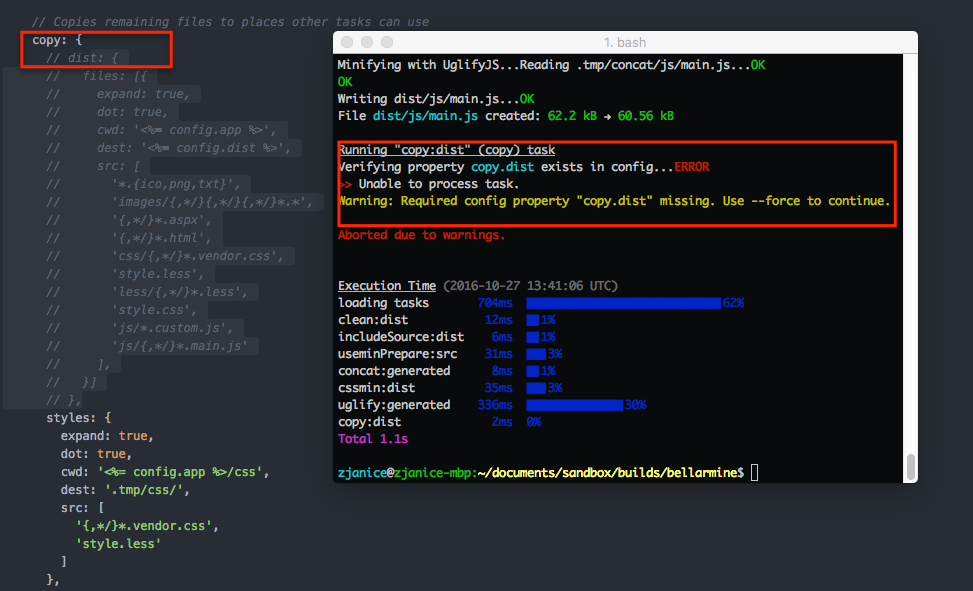 // Copies remaining files to places other tasks can use
copy: {
// dist: {
//   files: [{
//     expand: true,
//     dot: true,
//     cwd: '<%= config.app %>',
//     dest: '<%= config.dist %>',
//     src: [
//       '*.{ico,png,txt}',
//       'images/{,*/}{,*/}{,*/}*.*',
//       '{,*/}*.aspx',
//       '{,*/}*.html',
//       'css/{,*/}*.vendor.css',
//       'style.less',
//       'less/{,*/}*.less',
//       'style.css',
//       'js/*.custom.js',
//       'js/{,*/}*.main.js'
//     ],
//   }]
// },
styles: {
expand: true,
dot: true,
cwd: '<%= config.app %>/css',
dest: '.tmp/css/',
src: [
'{,*/}*.vendor.css',
'style.less'
]
},
1. bash
Minifying with UglifyJS...Reading .tmp/concat/js/main.js...OK
OK
Writing dist/js/main.js...OK
File dist/js/main.js created: 62.2 kB → 60.56 kB
Running "copy:dist" (copy) task
Verifying property copy.dist exists in config...ERROR
>> Unable to process task.
Warning: Required config property "copy.dist" missing. Use --force to continue.
Aborted due to warnings.
Execution Time (2016-10-27 13:41:06 UTC)
loading tasks 704ms 62%
clean:dist 12ms 1%
includeSource:dist 6ms 1%
useminPrepare:src 31ms 3%
concat:generated 8ms 1%
cssmin:dist 35ms 3%
uglify:generated 336ms 30%
copy:dist 2ms 0%
Total 1.1s
zjanice@zjanice-mbp:~/documents/sandbox/builds/bellarmine$